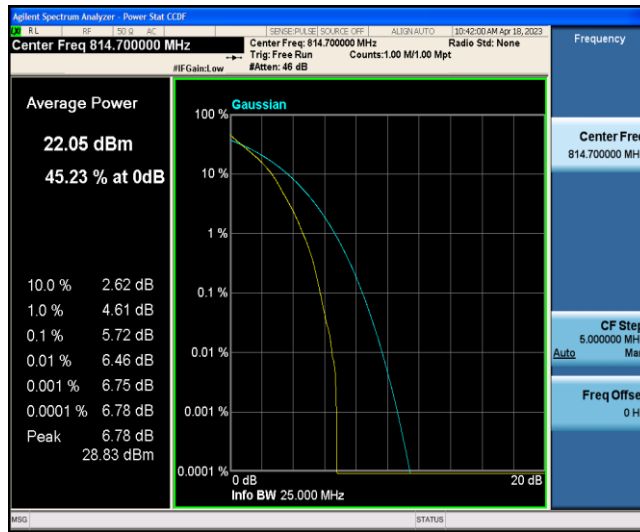 Agilent Spectrum Analyzer - Power Stat CCDF
RL RF 50 Ω AC SENSE:PULSE SOURCE OFF ALIGN AUTO 10:42:00 AM Apr 18, 2023
Center Freq 814.700000 MHz
Center Freq: 814.700000 MHz Radio Std: None
Trig: Free Run Counts:1.00 M/1.00 Mpt
#IFGain:Low #Atten: 46 dB
Frequency
Average Power
22.05 dBm
45.23 % at 0dB
10.0 % 2.62 dB
1.0 % 4.61 dB
0.1 % 5.72 dB
0.01 % 6.46 dB
0.001 % 6.75 dB
0.0001 % 6.78 dB
Peak 6.78 dB
28.83 dBm
Gaussian
100 %
10 %
1 %
0.1 %
0.01 %
0.001 %
0.0001 %
0 dB 20 dB
Info BW 25.000 MHz
Center Fre
814.700000 MH
CF Step
5.000000 MH
Auto Ma
Freq Offse
0 H
MSG STATUS